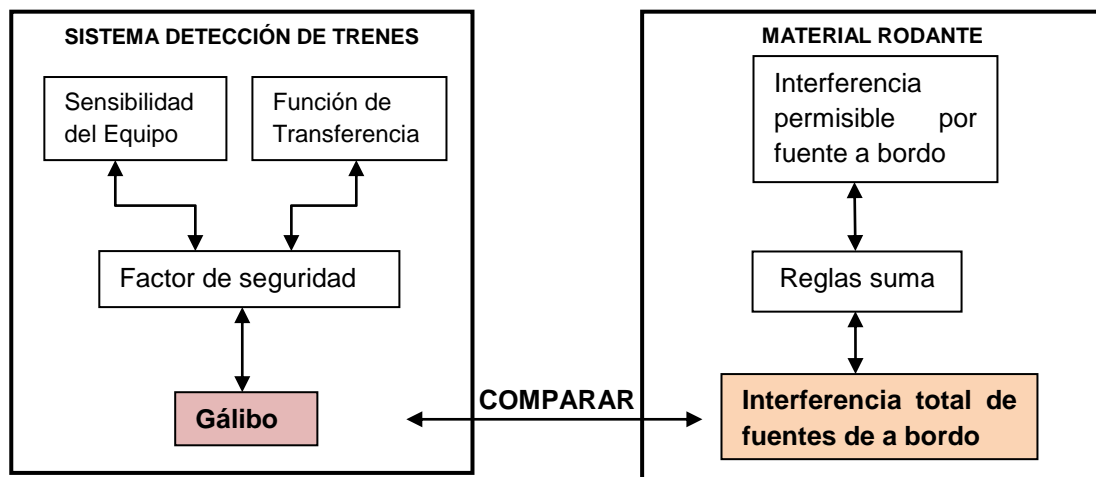 SISTEMA DETECCIÓN DE TRENES
Sensibilidad
del Equipo
Función de
Transferencia
Factor de seguridad
Gálibo
COMPARAR
MATERIAL RODANTE
Interferencia
permisible por
fuente a bordo
Reglas suma
Interferencia total de
fuentes de a bordo